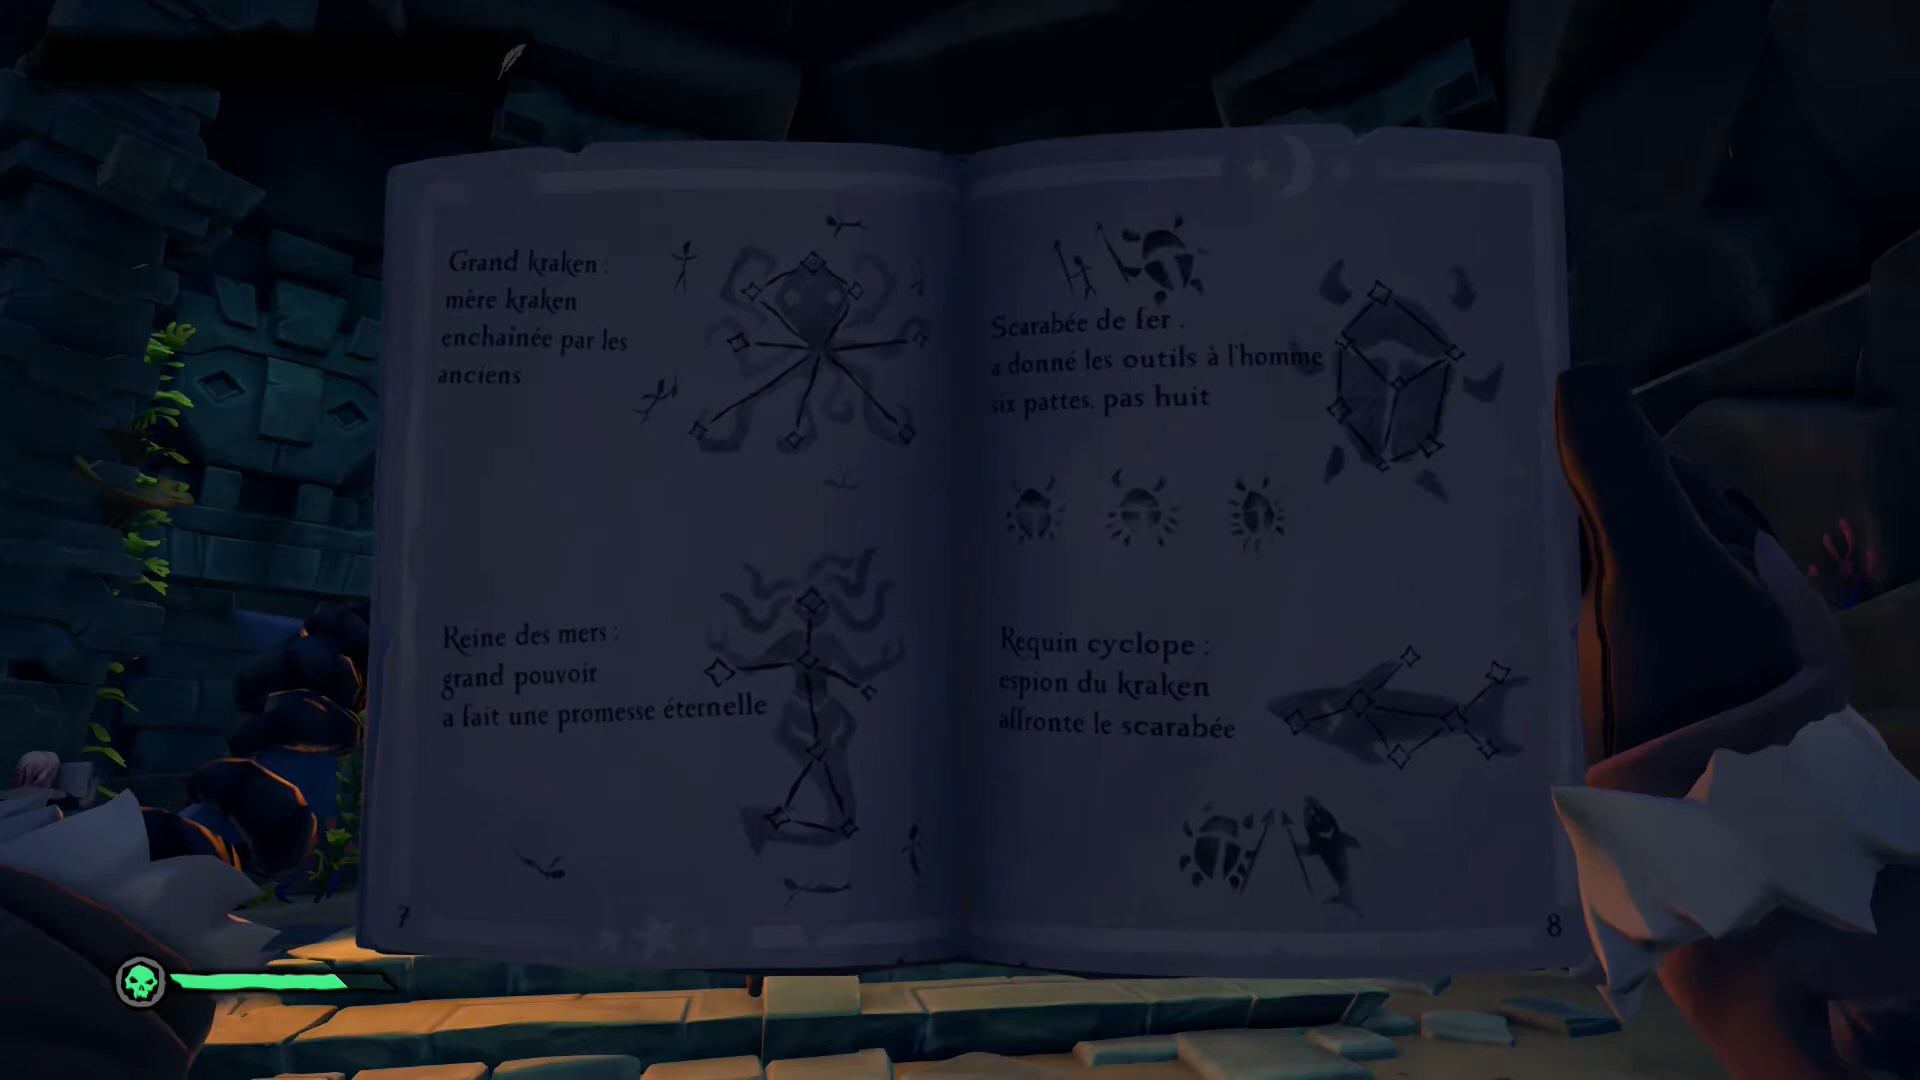 Grand kraken :
mère kraken
enchainée par les
anciens
Reine des mers :
grand pouvoir
a fait une promesse éternelle
7
Scarabée de fer :
a donné les outils à l'homme
six pattes, pas huit
Requin cyclope :
espion du kraken
affronte le scarabée
8